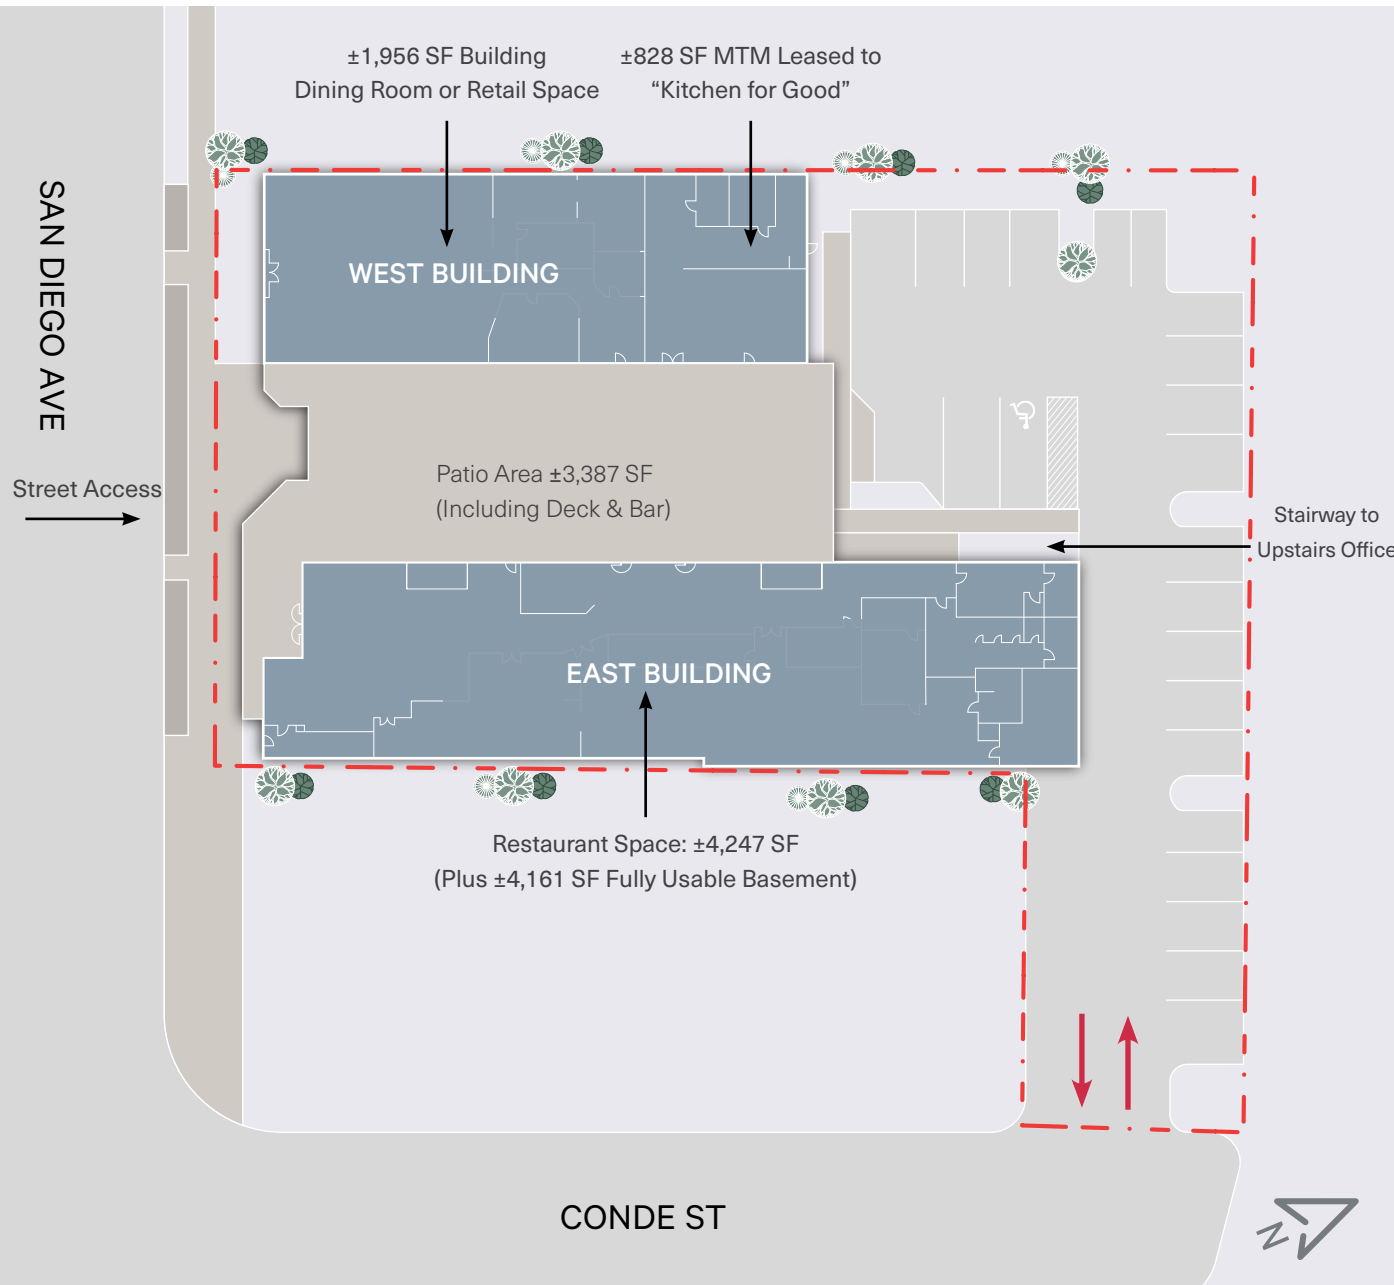 ±1,956 SF Building
Dining Room or Retail Space
±828 SF MTM Leased to
“Kitchen for Good”
SAN DIEGO AVE
WEST BUILDING
Patio Area ±3,387 SF
(Including Deck & Bar)
Street Access
Stairway to
Upstairs Office
EAST BUILDING
Restaurant Space: ±4,247 SF
(Plus ±4,161 SF Fully Usable Basement)
CONDE ST
N